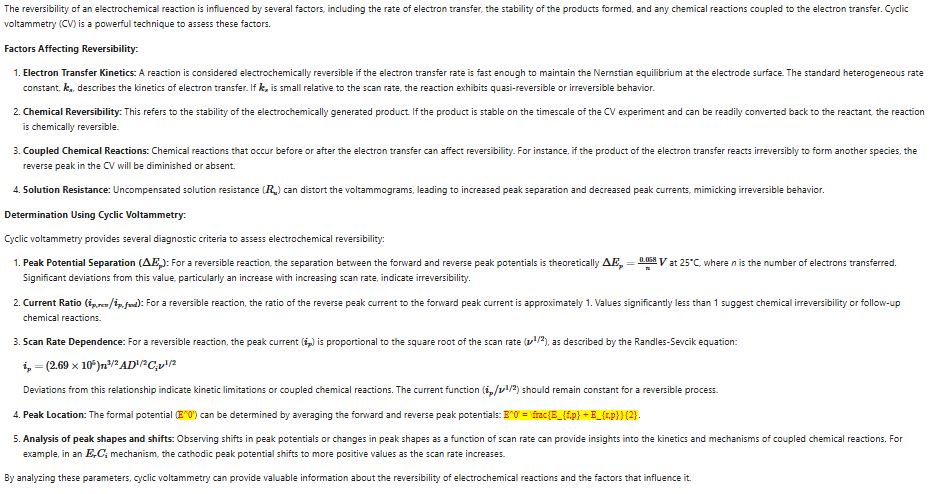 The reversibility of an electrochemical reaction is influenced by several factors, including the rate of electron transfer, the stability of the products formed, and any chemical reactions coupled to the electron transfer. Cyclic
voltammetry (CV) is a powerful technique to assess these factors.
Factors Affecting Reversibility:
1. Electron Transfer Kinetics: A reaction is considered electrochemically reversible if the electron transfer rate is fast enough to maintain the Nernstian equilibrium at the electrode surface. The standard heterogeneous rate
constant, kₛ, describes the kinetics of electron transfer. If kₛ is small relative to the scan rate, the reaction exhibits quasi-reversible or irreversible behavior.
2. Chemical Reversibility: This refers to the stability of the electrochemically generated product. If the product is stable on the timescale of the CV experiment and can be readily converted back to the reactant, the reaction
is chemically reversible.
3. Coupled Chemical Reactions: Chemical reactions that occur before or after the electron transfer can affect reversibility. For instance, if the product of the electron transfer reacts irreversibly to form another species, the
reverse peak in the CV will be diminished or absent.
4. Solution Resistance: Uncompensated solution resistance (R_u) can distort the voltammograms, leading to increased peak separation and decreased peak currents, mimicking irreversible behavior.
Determination Using Cyclic Voltammetry:
Cyclic voltammetry provides several diagnostic criteria to assess electrochemical reversibility:
1. Peak Potential Separation (ΔE_p): For a reversible reaction, the separation between the forward and reverse peak potentials is theoretically ΔE_p = 0.058/n V at 25°C, where n is the number of electrons transferred.
Significant deviations from this value, particularly an increase with increasing scan rate, indicate irreversibility.
2. Current Ratio (i_p,rev/i_p,fwd): For a reversible reaction, the ratio of the reverse peak current to the forward peak current is approximately 1. Values significantly less than 1 suggest chemical irreversibility or follow-up
chemical reactions.
3. Scan Rate Dependence: For a reversible reaction, the peak current (i_p) is proportional to the square root of the scan rate (ν^1/2), as described by the Randles-Sevcik equation:
i_p = (2.69 × 10⁵)n^3/2 AD^1/2 C_i ν^1/2
Deviations from this relationship indicate kinetic limitations or coupled chemical reactions. The current function (i_p/ν^1/2) should remain constant for a reversible process.
4. Peak Location: The formal potential (E^0') can be determined by averaging the forward and reverse peak potentials: E^0' = \frac{E_{f,p} + E_{r,p}}{2}.
5. Analysis of peak shapes and shifts: Observing shifts in peak potentials or changes in peak shapes as a function of scan rate can provide insights into the kinetics and mechanisms of coupled chemical reactions. For
example, in an E_rC_i mechanism, the cathodic peak potential shifts to more positive values as the scan rate increases.
By analyzing these parameters, cyclic voltammetry can provide valuable information about the reversibility of electrochemical reactions and the factors that influence it.